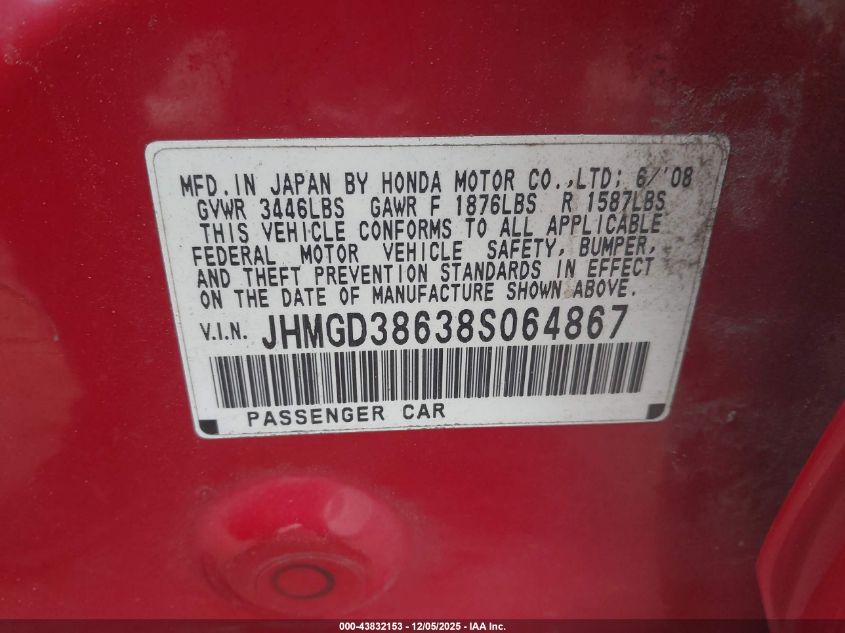 MFD. IN JAPAN BY HONDA MOTOR CO.,LTD; 6/'08
GVWR 3446LBS GAWR F 1876LBS R 1587LBS
THIS VEHICLE CONFORMS TO ALL APPLICABLE
FEDERAL MOTOR VEHICLE SAFETY, BUMPER,
AND THEFT PREVENTION STANDARDS IN EFFECT
ON THE DATE OF MANUFACTURE SHOWN ABOVE.
V.I.N. JHMGD38638S064867
PASSENGER CAR
000-43832153 - 12/05/2025 - IAA Inc.